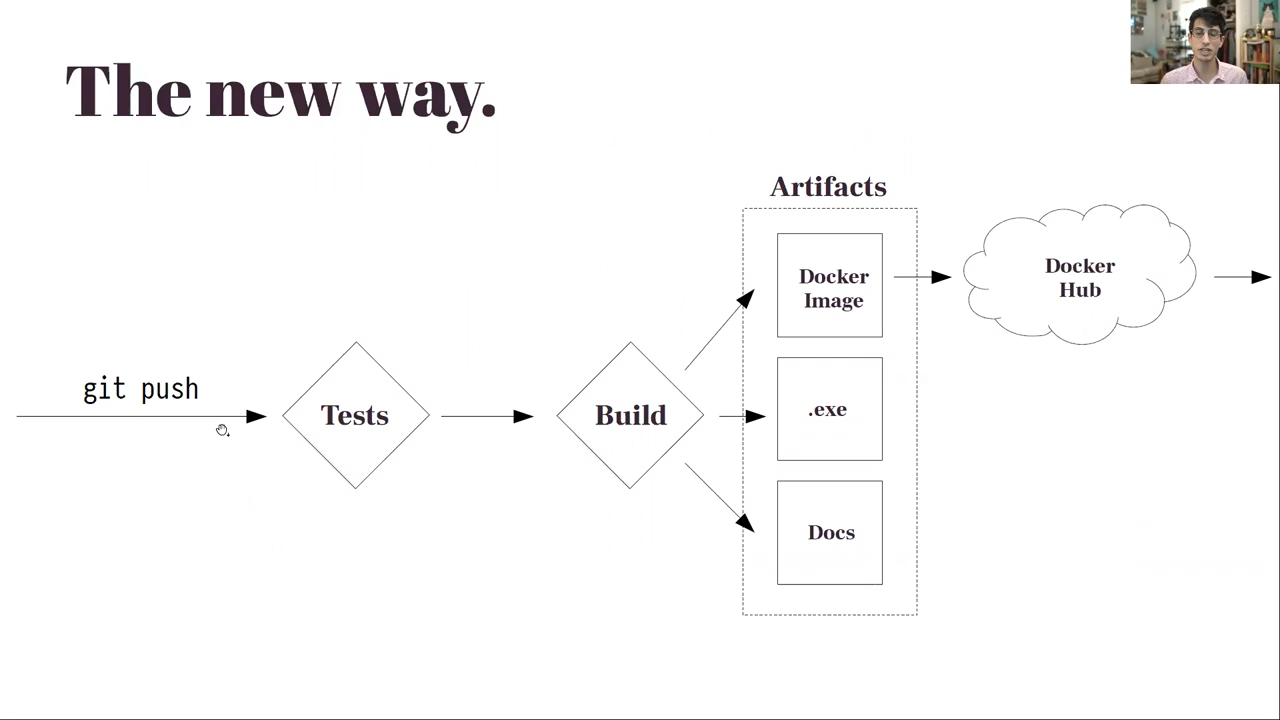 The new way.
Artifacts
Docker
Image
Docker
Hub
git push
Tests
Build
.exe
Docs